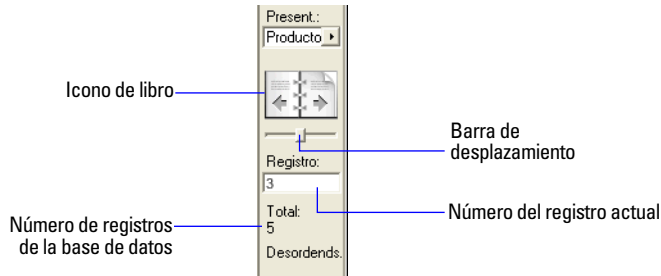 Present.:
Producto
Icono de libro
Barra de
desplazamiento
Registro:
3
Número del registro actual
Total:
5
Número de registros
de la base de datos
Desordends.